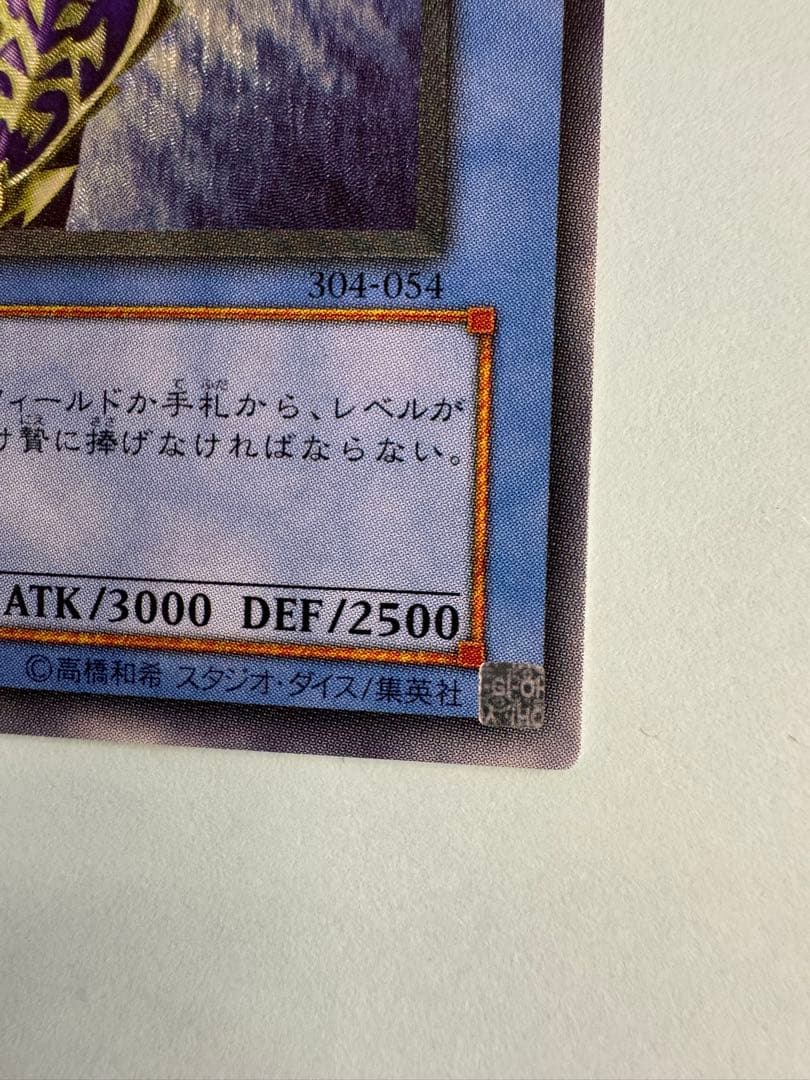 304-054
フィールドか手札から、レベルが
け贄に捧げなければならない。
ATK/3000 DEF/2500
©高橋和希 スタジオ・ダイス/集英社